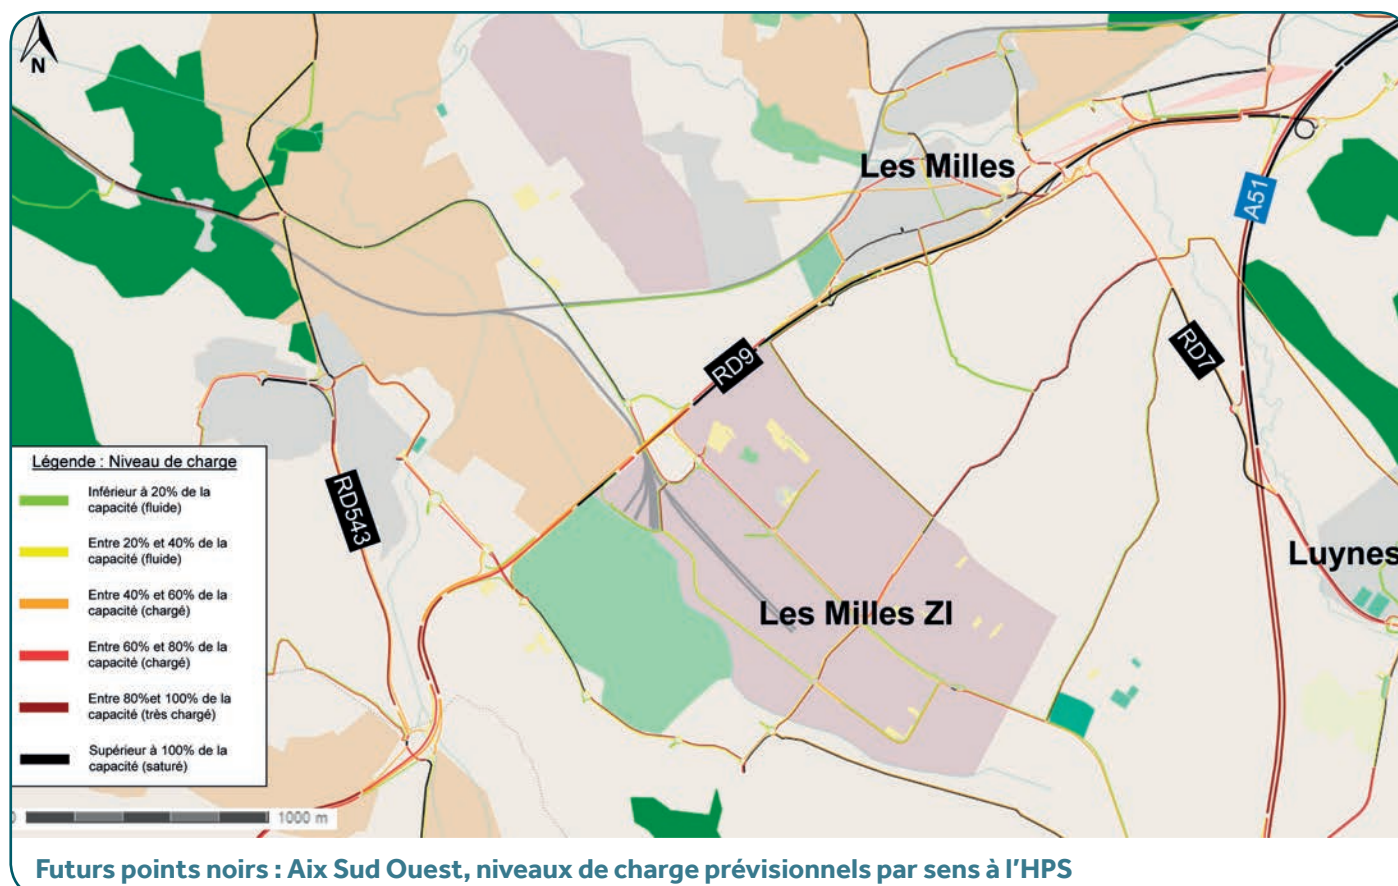 N
Les Milles
A51
RD9
RD7
RD543
Luynes
Les Milles ZI
Légende : Niveau de charge
Inférieur à 20% de la
capacité (fluide)
Entre 20% et 40% de la
capacité (fluide)
Entre 40% et 60% de la
capacité (chargé)
Entre 60% et 80% de la
capacité (chargé)
Entre 80%et 100% de la
capacité (très chargé)
Supérieur à 100% de la
capacité (saturé)
0 1000 m
Futurs points noirs : Aix Sud Ouest, niveaux de charge prévisionnels par sens à l'HPS